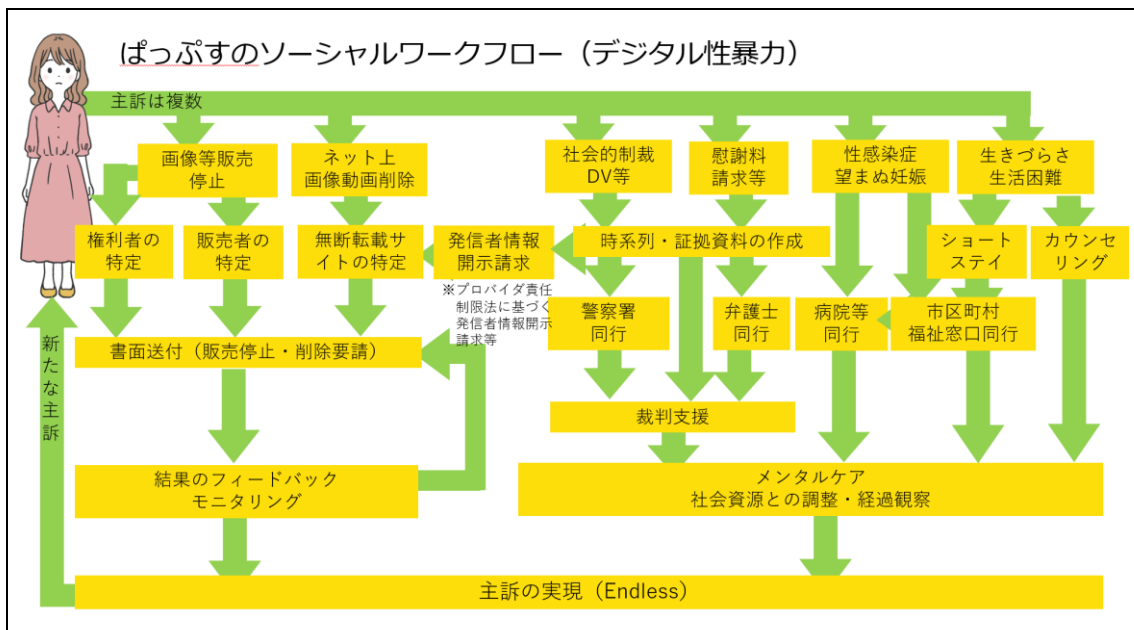 ぱっぷすのソーシャルワークフロー（デジタル性暴力）
主訴は複数
画像等販売
停止
ネット上
画像動画削除
社会的制裁
DV等
慰謝料
請求等
性感染症
望まぬ妊娠
生きづらさ
生活困難
権利者の
特定
販売者の
特定
無断転載サ
イトの特定
発信者情報
開示請求
時系列・証拠資料の作成
ショート
ステイ
カウンセ
リング
※プロバイダ責任
制限法に基づく
発信者情報開示
請求等
警察署
同行
弁護士
同行
病院等
同行
市区町村
福祉窓口同行
書面送付（販売停止・削除要請）
新たな主訴
裁判支援
結果のフィードバック
モニタリング
メンタルケア
社会資源との調整・経過観察
主訴の実現（Endless）